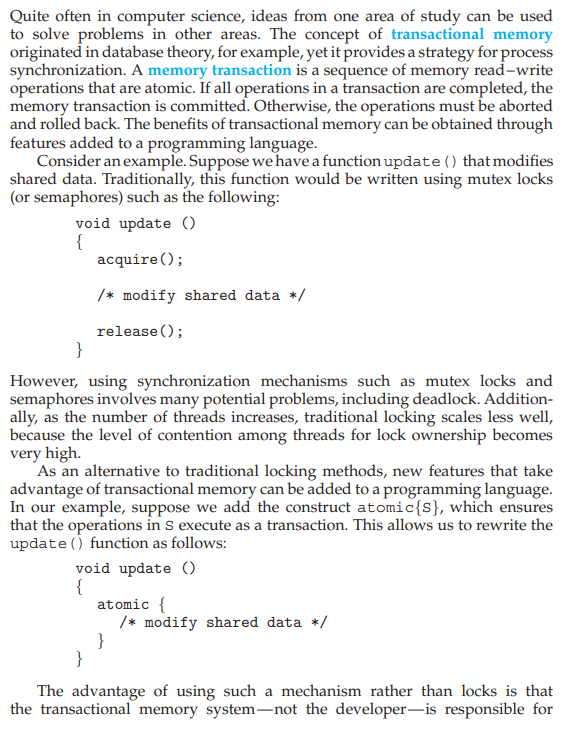 Quite often in computer science, ideas from one area of study can be used
to solve problems in other areas. The concept of transactional memory
originated in database theory, for example, yet it provides a strategy for process
synchronization. A memory transaction is a sequence of memory read–write
operations that are atomic. If all operations in a transaction are completed, the
memory transaction is committed. Otherwise, the operations must be aborted
and rolled back. The benefits of transactional memory can be obtained through
features added to a programming language.
Consider an example. Suppose we have a function update() that modifies
shared data. Traditionally, this function would be written using mutex locks
(or semaphores) such as the following:
void update ()
{
acquire();
/* modify shared data */
release();
}
However, using synchronization mechanisms such as mutex locks and
semaphores involves many potential problems, including deadlock. Addition-
ally, as the number of threads increases, traditional locking scales less well,
because the level of contention among threads for lock ownership becomes
very high.
As an alternative to traditional locking methods, new features that take
advantage of transactional memory can be added to a programming language.
In our example, suppose we add the construct atomic{S}, which ensures
that the operations in S execute as a transaction. This allows us to rewrite the
update() function as follows:
void update ()
{
atomic {
/* modify shared data */
}
}
The advantage of using such a mechanism rather than locks is that
the transactional memory system—not the developer—is responsible for